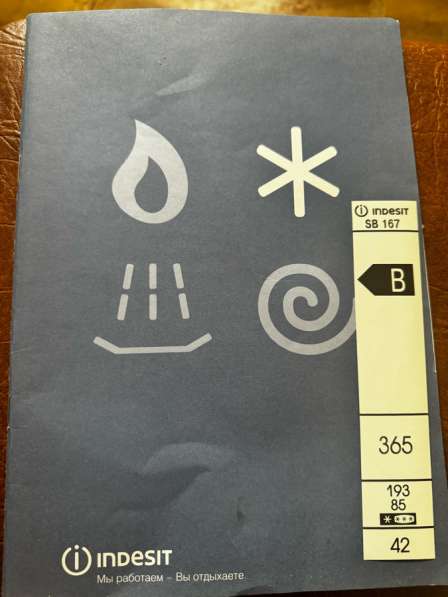 INDESIT
SB 167
B
365
193
85
42
INDESIT
Мы работаем – Вы отдыхаете